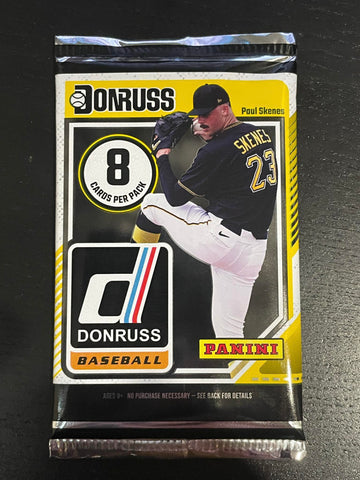 DONRUSS
Paul Skenes
8
CARDS PER PACK
SKENES
23
d
DONRUSS
BASEBALL
PANINI
AGES 9+ NO PURCHASE NECESSARY – SEE BACK FOR DETAILS